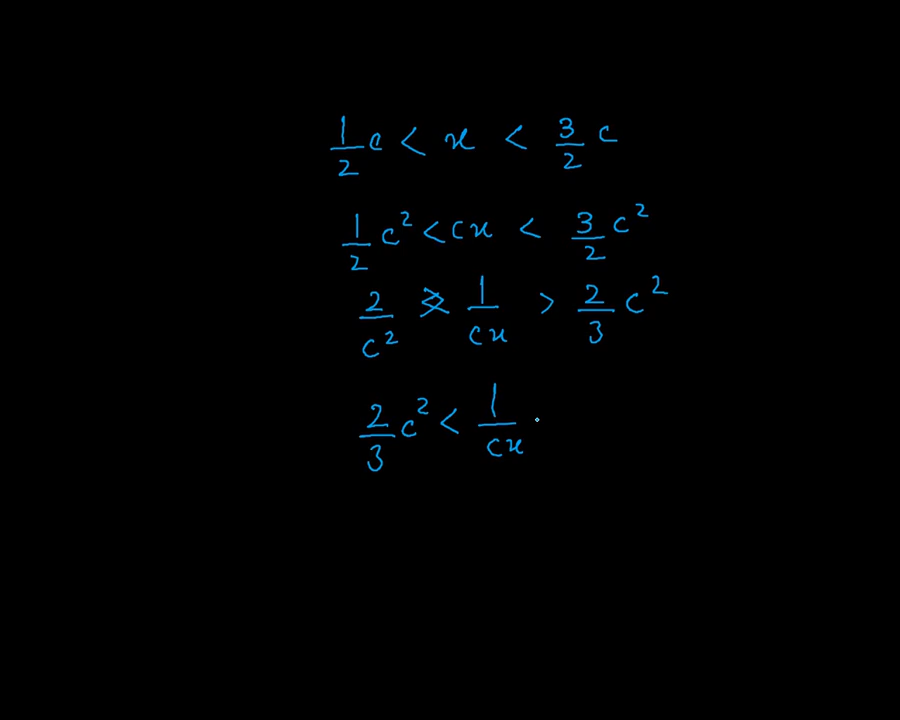 1/2 c < x < 3/2 c
1/2 c² < cx < 3/2 c²
2/c² > 1/cx > 2/3 c²
2/3 c² < 1/cx